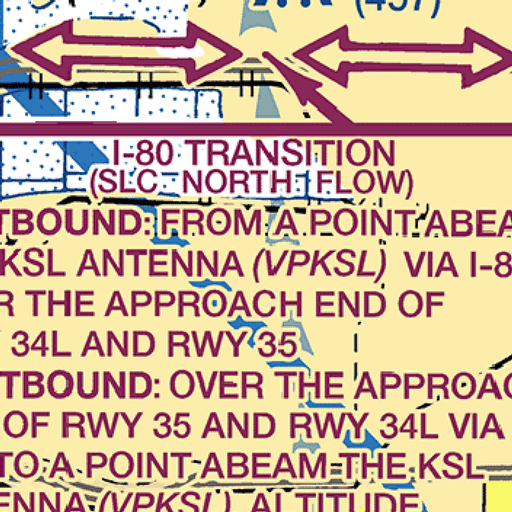 (457)
I-80 TRANSITION
(SLC NORTH FLOW)
TBOUND: FROM A POINT ABEA
KSL ANTENNA (VPKSL) VIA I-8
R THE APPROACH END OF
34L AND RWY 35
TBOUND: OVER THE APPROAC
OF RWY 35 AND RWY 34L VIA
TO A POINT ABEAM THE KSL
ENNA (VPKSL) ALTITUDE